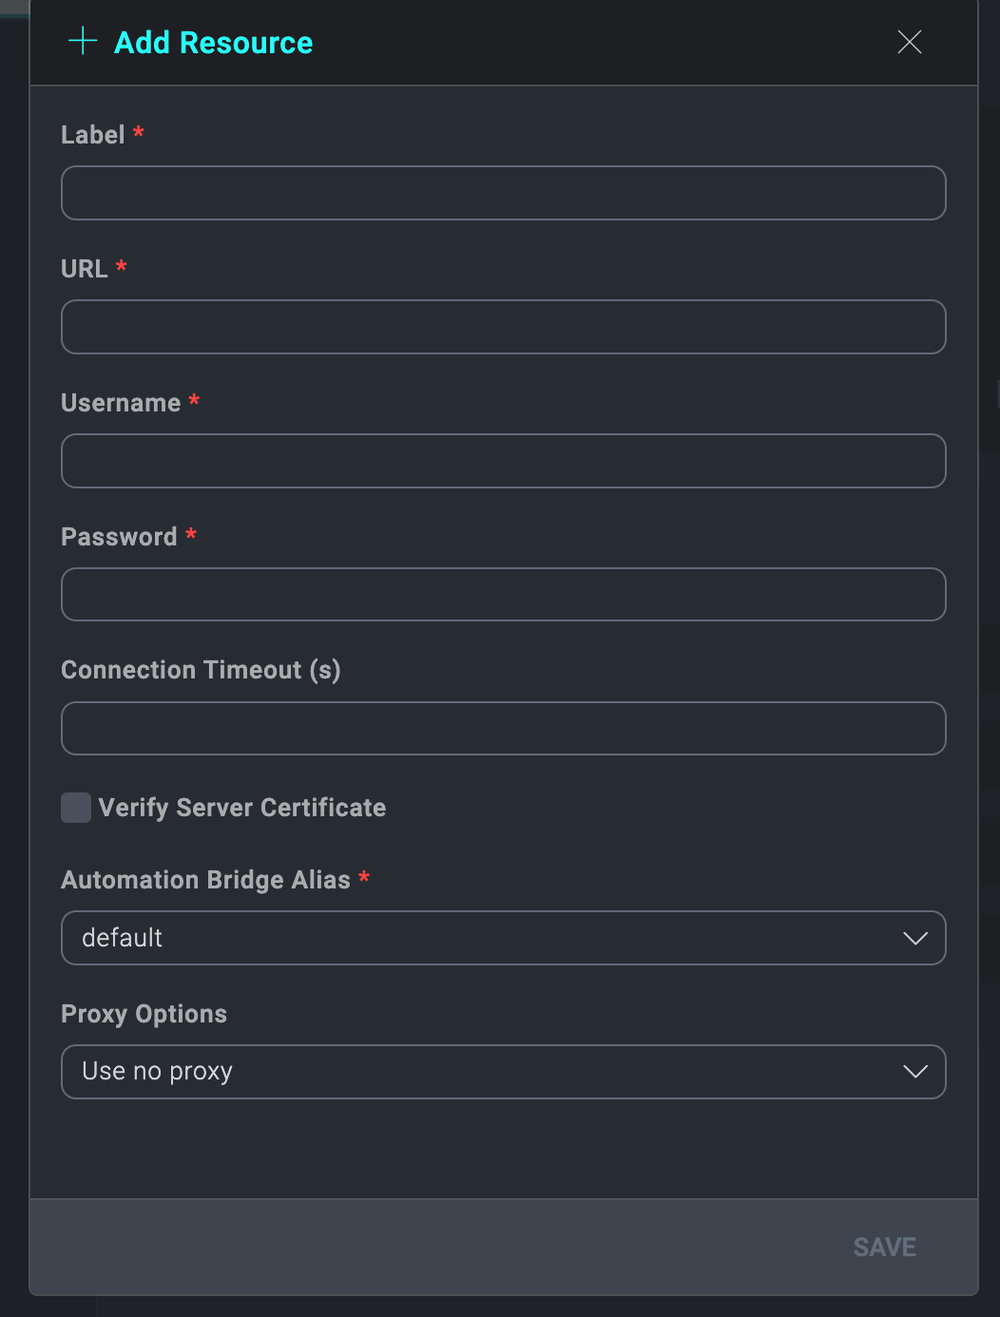 Add Resource
Label *
URL *
Username *
Password *
Connection Timeout (s)
Verify Server Certificate
Automation Bridge Alias *
default
Proxy Options
Use no proxy
SAVE